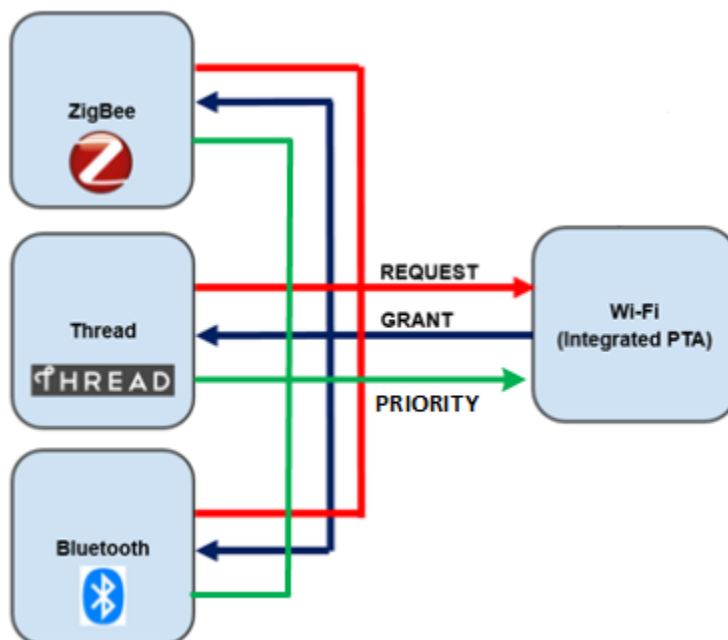 ZigBee
Thread
THREAD
Bluetooth
REQUEST
GRANT
PRIORITY
Wi-Fi
(Integrated PTA)